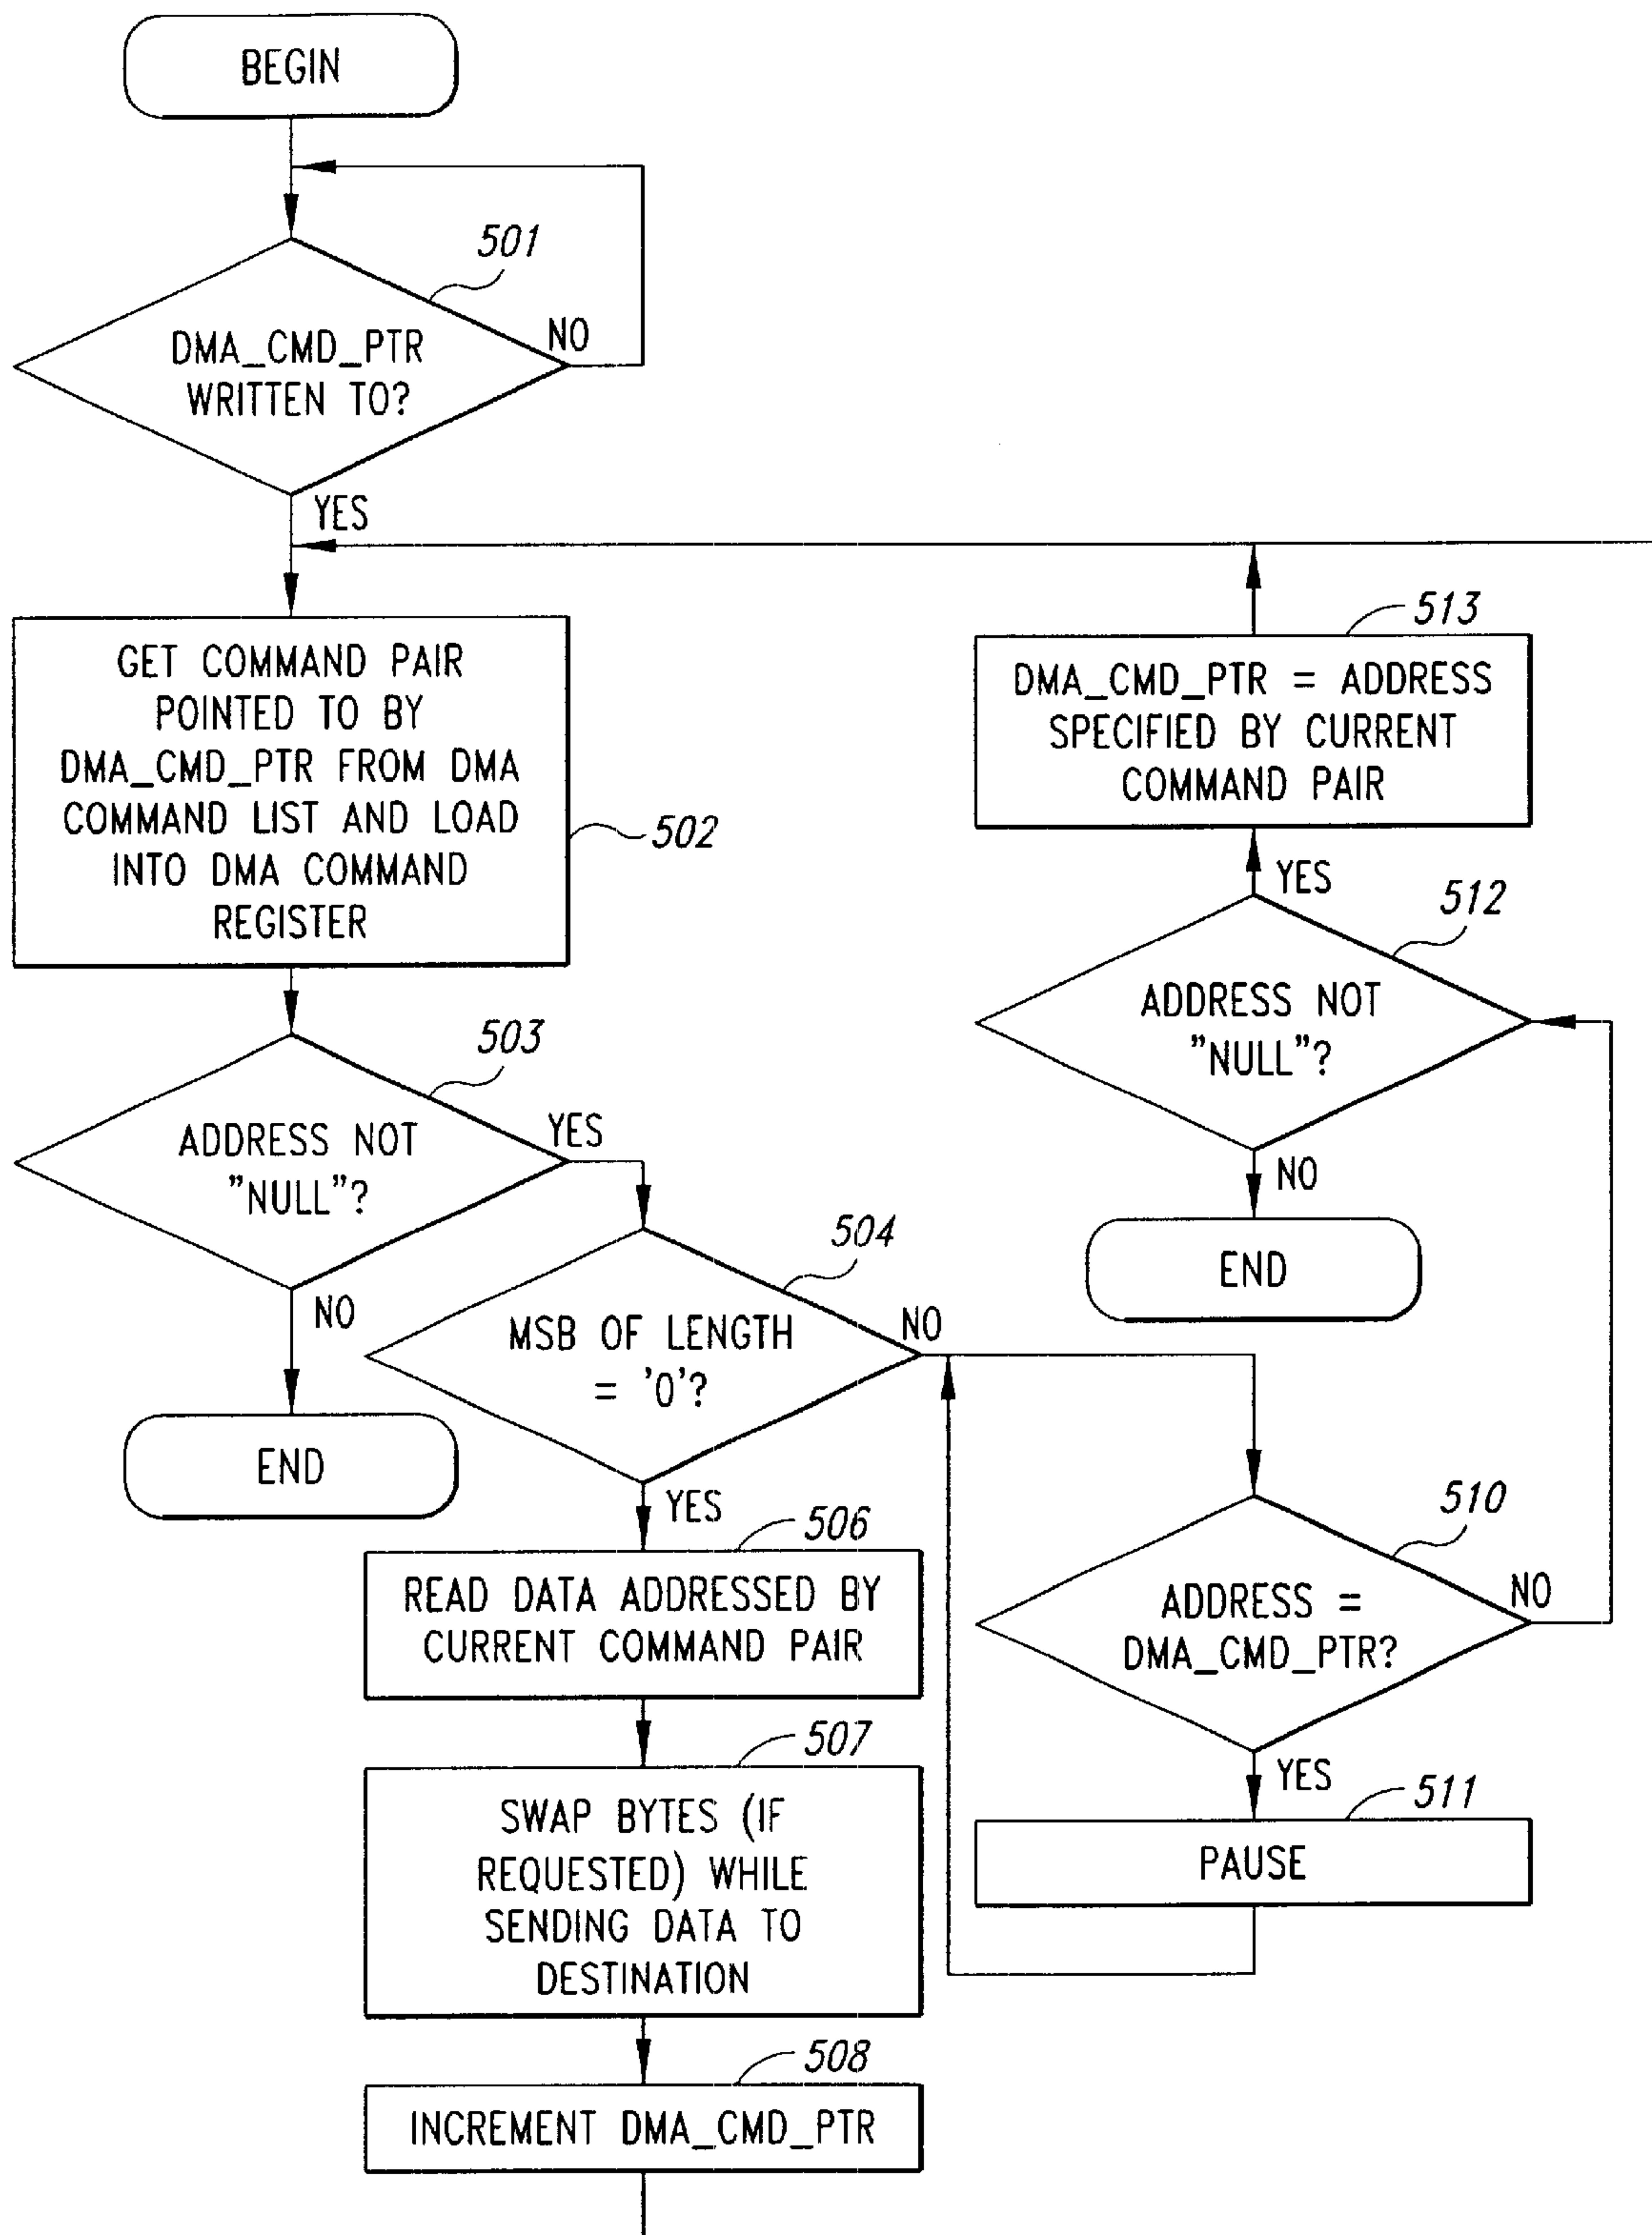 BEGIN
501
DMA_CMD_PTR
WRITTEN TO?
NO
YES
GET COMMAND PAIR
POINTED TO BY
DMA_CMD_PTR FROM DMA
COMMAND LIST AND LOAD
INTO DMA COMMAND
REGISTER
502
503
ADDRESS NOT
"NULL"?
YES
NO
END
504
MSB OF LENGTH
= '0'?
NO
YES
506
READ DATA ADDRESSED BY
CURRENT COMMAND PAIR
507
SWAP BYTES (IF
REQUESTED) WHILE
SENDING DATA TO
DESTINATION
508
INCREMENT DMA_CMD_PTR
513
DMA_CMD_PTR = ADDRESS
SPECIFIED BY CURRENT
COMMAND PAIR
YES
512
ADDRESS NOT
"NULL"?
NO
END
510
ADDRESS =
DMA_CMD_PTR?
NO
YES
511
PAUSE